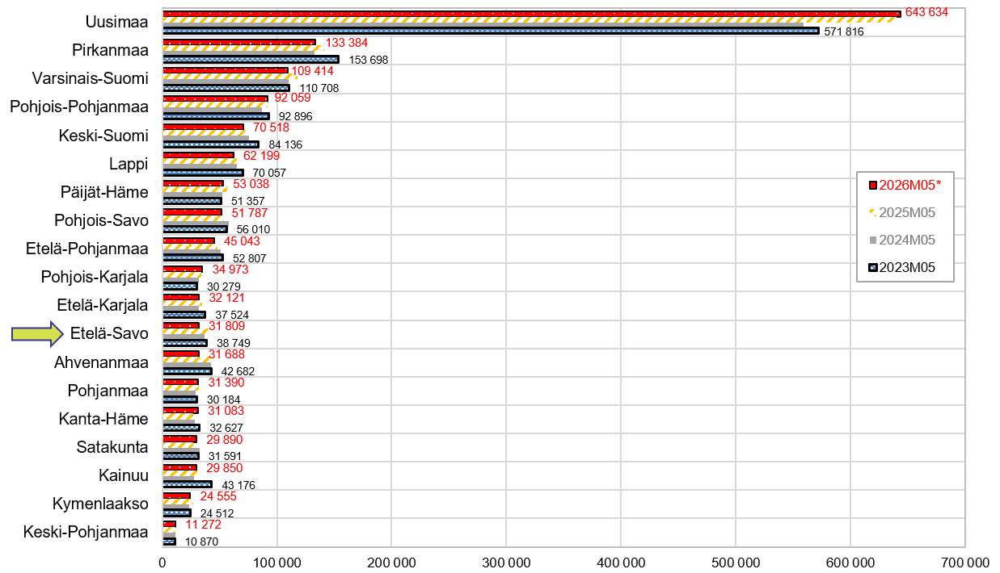 Uusimaa 643 634
571 816
Pirkanmaa 133 384
153 698
Varsinais-Suomi 109 414
110 708
Pohjois-Pohjanmaa 92 059
92 896
Keski-Suomi 70 518
84 136
Lappi 62 199
70 057
Päijät-Häme 53 038
51 357
Pohjois-Savo 51 787
56 010
Etelä-Pohjanmaa 45 043
52 807
Pohjois-Karjala 34 973
30 279
Etelä-Karjala 32 121
37 524
Etelä-Savo 31 809
38 749
Ahvenanmaa 31 688
42 682
Pohjanmaa 31 390
30 184
Kanta-Häme 31 083
32 627
Satakunta 29 890
31 591
Kainuu 29 850
43 176
Kymenlaakso 24 555
24 512
Keski-Pohjanmaa 11 272
10 870
2026M05*
2025M05
2024M05
2023M05
0 100 000 200 000 300 000 400 000 500 000 600 000 700 000